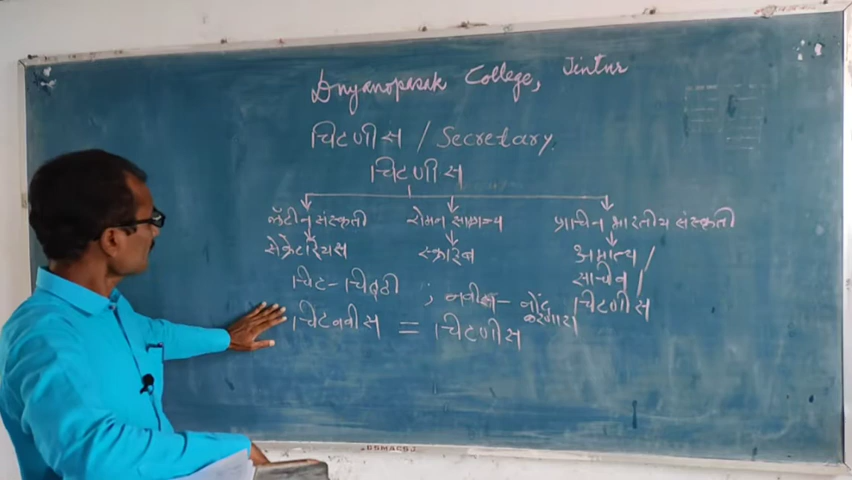 Dnyanopasak College, Jintur
चिटणीस / Secretary
चिटणीस
लॅटीन संस्कृती रोमन साम्राज्य प्राचीन भारतीय संस्कृती
सेक्रेटॅरियस स्क्राईब अमात्य /
सचिव /
चिट - चिठ्ठी ; नवीस - नोंद करणारा चिटणीस
चिटनवीस = चिटणीस